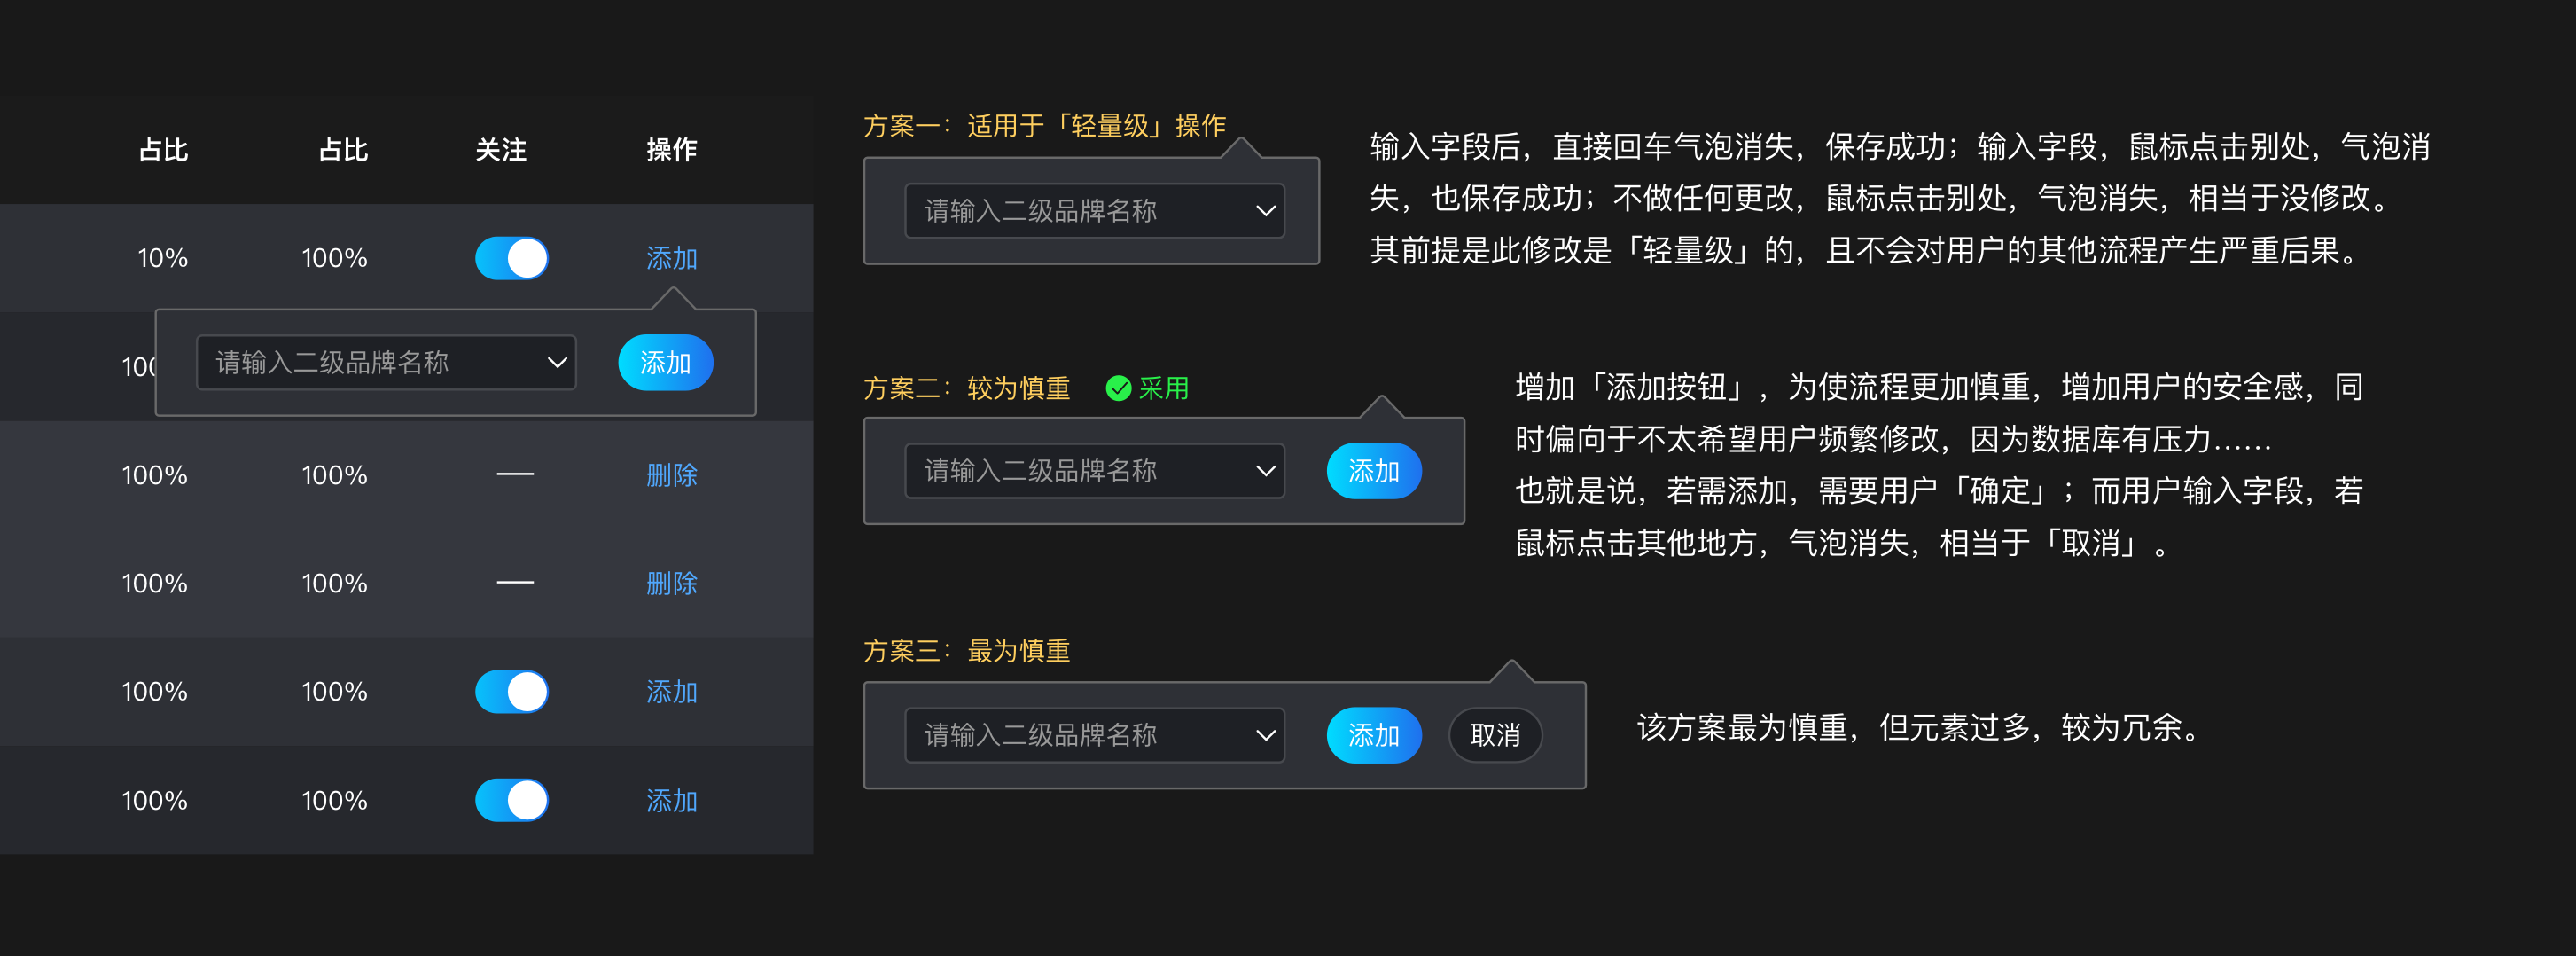 占比 占比 关注 操作
10% 100% 添加
请输入二级品牌名称 添加
100% 100% 删除
100% 100% 删除
100% 100% 添加
100% 100% 添加
方案一：适用于「轻量级」操作
请输入二级品牌名称
输入字段后，直接回车气泡消失，保存成功；输入字段，鼠标点击别处，气泡消
失，也保存成功；不做任何更改，鼠标点击别处，气泡消失，相当于没修改。
其前提是此修改是「轻量级」的，且不会对用户的其他流程产生严重后果。
方案二：较为慎重 采用
请输入二级品牌名称 添加
增加「添加按钮」，为使流程更加慎重，增加用户的安全感，同
时偏向于不太希望用户频繁修改，因为数据库有压力……
也就是说，若需添加，需要用户「确定」；而用户输入字段，若
鼠标点击其他地方，气泡消失，相当于「取消」。
方案三：最为慎重
请输入二级品牌名称 添加 取消
该方案最为慎重，但元素过多，较为冗余。